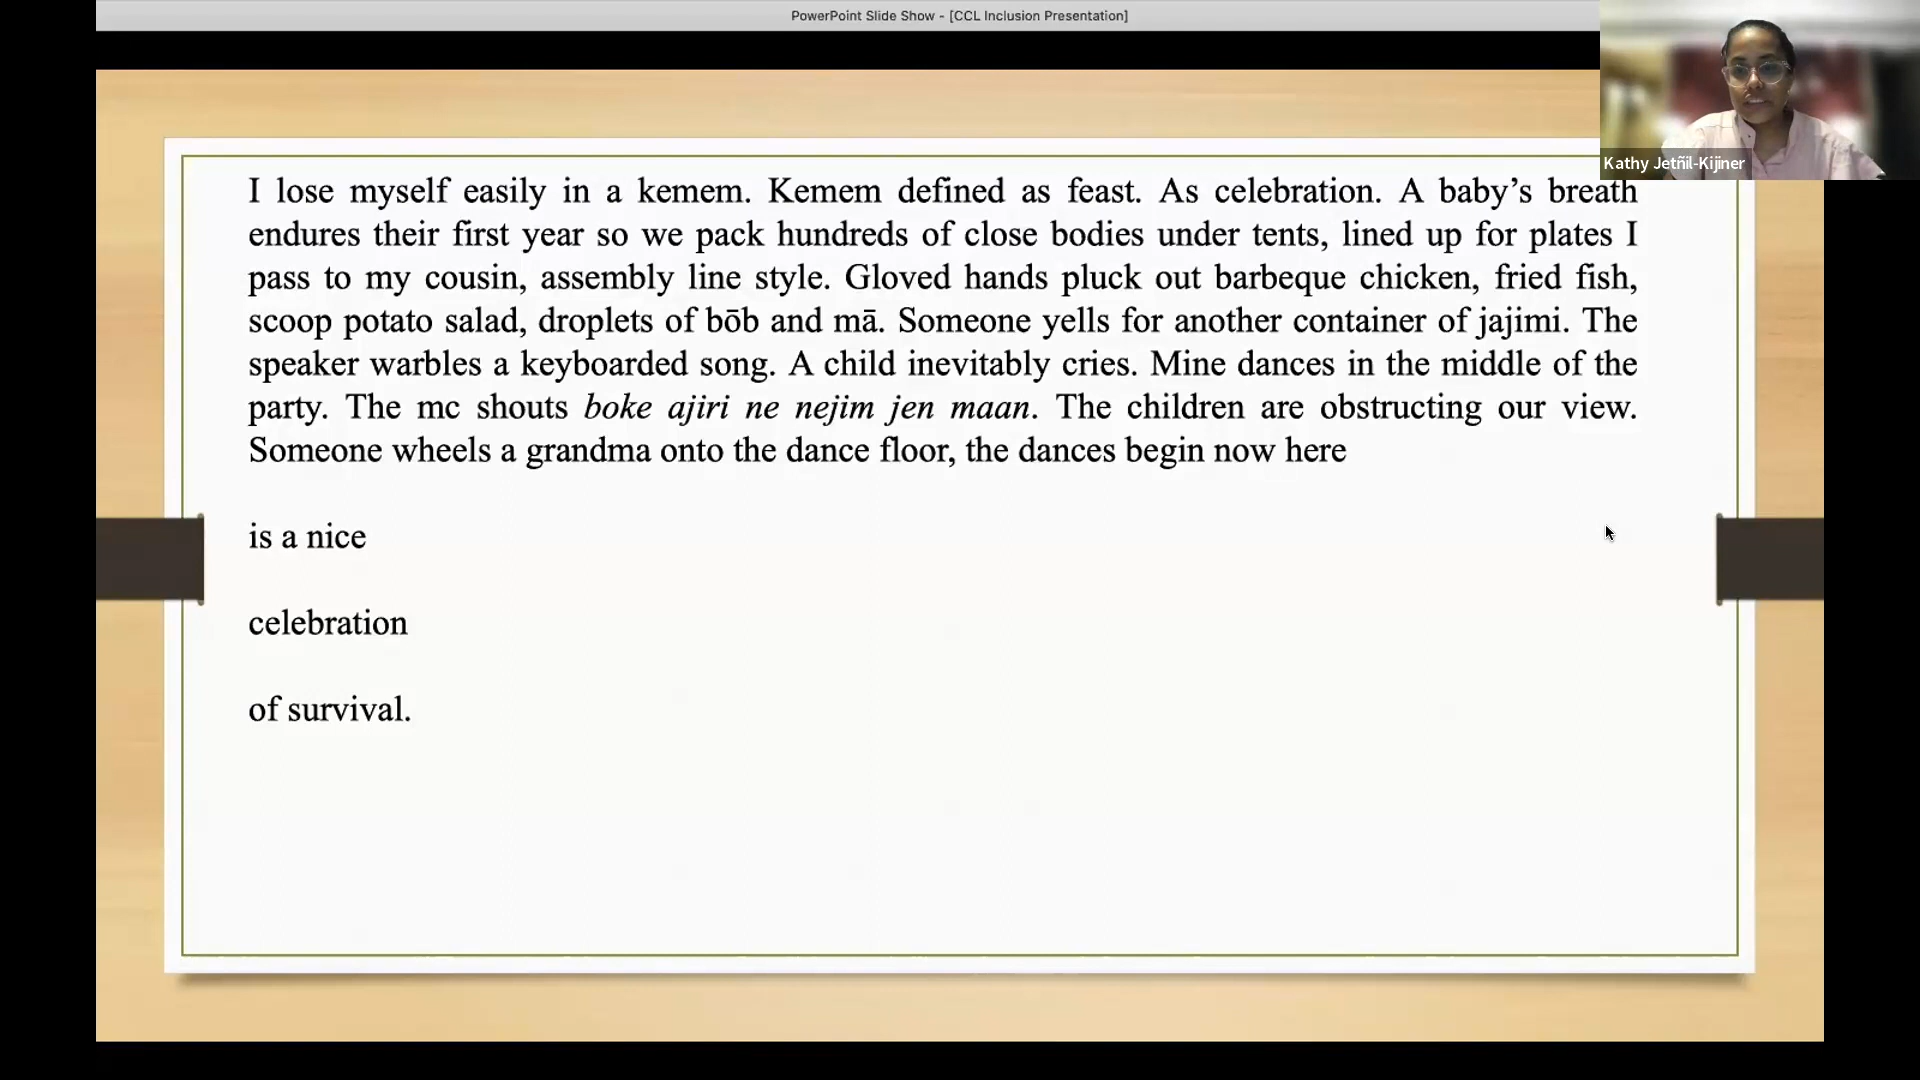 PowerPoint Slide Show - [CCL Inclusion Presentation]
Kathy Jetñil-Kijiner
I lose myself easily in a kemem. Kemem defined as feast. As celebration. A baby’s breath
endures their first year so we pack hundreds of close bodies under tents, lined up for plates I
pass to my cousin, assembly line style. Gloved hands pluck out barbeque chicken, fried fish,
scoop potato salad, droplets of bōb and mā. Someone yells for another container of jajimi. The
speaker warbles a keyboarded song. A child inevitably cries. Mine dances in the middle of the
party. The mc shouts boke ajiri ne nejim jen maan. The children are obstructing our view.
Someone wheels a grandma onto the dance floor, the dances begin now here
is a nice
celebration
of survival.